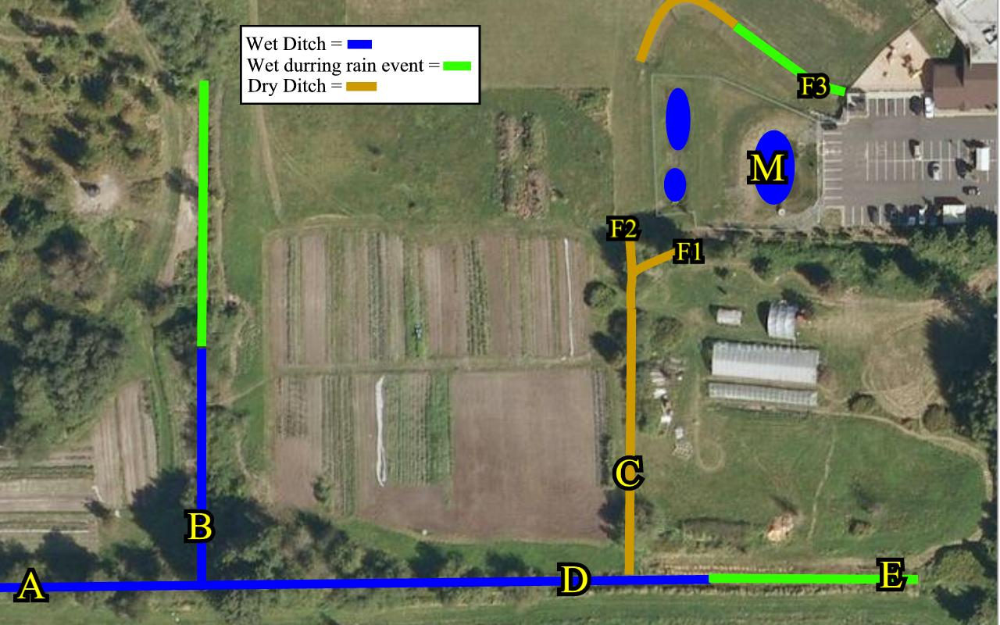 Wet Ditch =
Wet durring rain event =
Dry Ditch =
F3
M
F2
F1
C
B
A
D
E